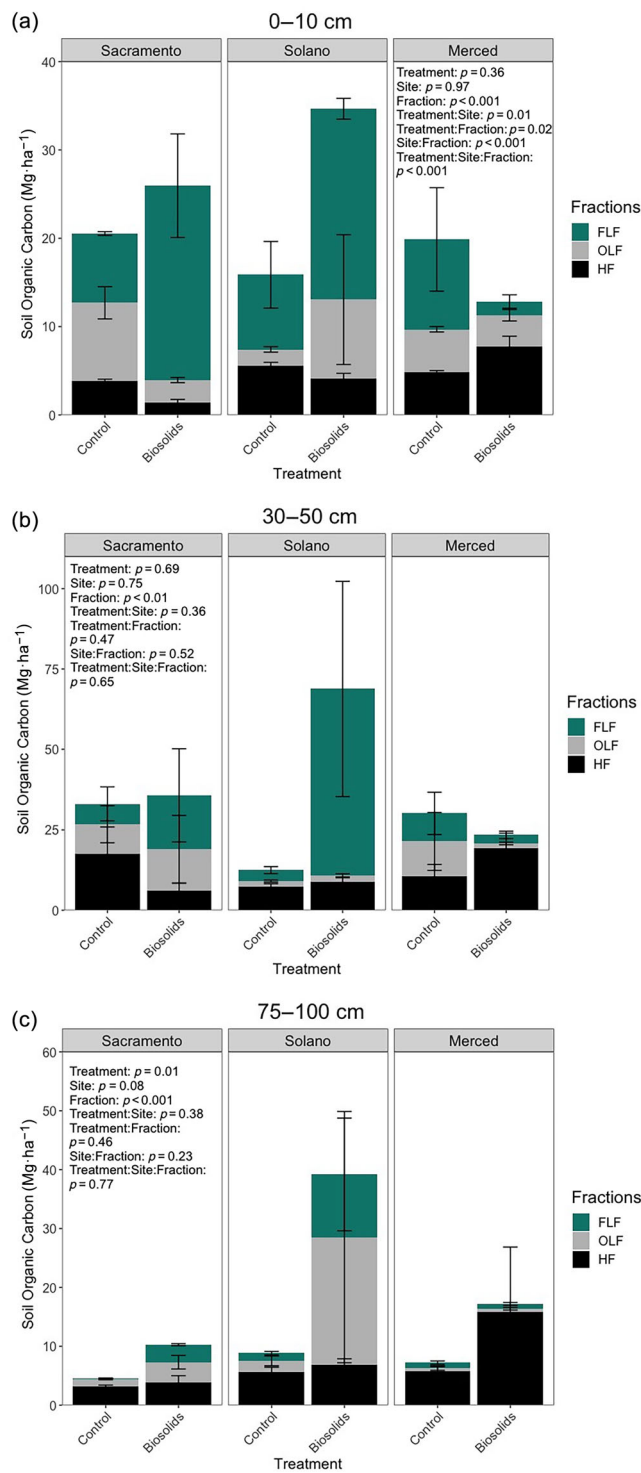 (a)
0–10 cm
Sacramento
Solano
Merced
40
30
20
10
0
Soil Organic Carbon (Mg·ha⁻¹)
Treatment: p = 0.36
Site: p = 0.97
Fraction: p < 0.001
Treatment:Site: p = 0.01
Treatment:Fraction: p = 0.02
Site:Fraction: p < 0.001
Treatment:Site:Fraction:
p < 0.001
Fractions
FLF
OLF
HF
Control
Biosolids
Control
Biosolids
Control
Biosolids
Treatment
(b)
30–50 cm
Sacramento
Solano
Merced
100
75
50
25
0
Soil Organic Carbon (Mg·ha⁻¹)
Treatment: p = 0.69
Site: p = 0.75
Fraction: p < 0.01
Treatment:Site: p = 0.36
Treatment:Fraction:
p = 0.47
Site:Fraction: p = 0.52
Treatment:Site:Fraction:
p = 0.65
Fractions
FLF
OLF
HF
Control
Biosolids
Control
Biosolids
Control
Biosolids
Treatment
(c)
75–100 cm
Sacramento
Solano
Merced
60
50
40
30
20
10
0
Soil Organic Carbon (Mg·ha⁻¹)
Treatment: p = 0.01
Site: p = 0.08
Fraction: p < 0.001
Treatment:Site: p = 0.38
Treatment:Fraction:
p = 0.46
Site:Fraction: p = 0.23
Treatment:Site:Fraction:
p = 0.77
Fractions
FLF
OLF
HF
Control
Biosolids
Control
Biosolids
Control
Biosolids
Treatment